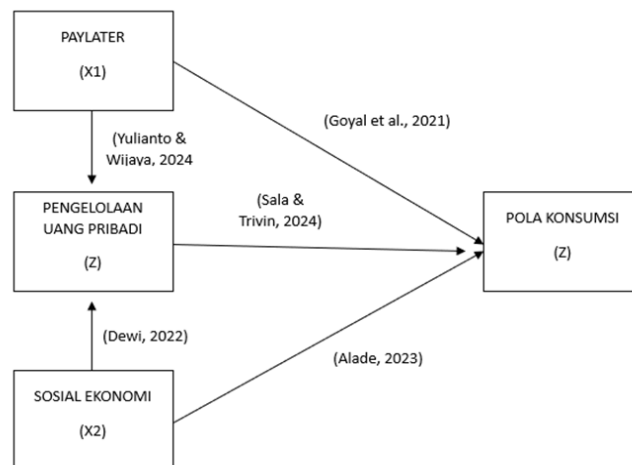 PAYLATER
(X1)
(Goyal et al., 2021)
(Yulianto &
Wijaya, 2024
(Sala &
Trivin, 2024)
PENGELOLAAN
UANG PRIBADI
(Z)
POLA KONSUMSI
(Z)
(Dewi, 2022)
(Alade, 2023)
SOSIAL EKONOMI
(X2)